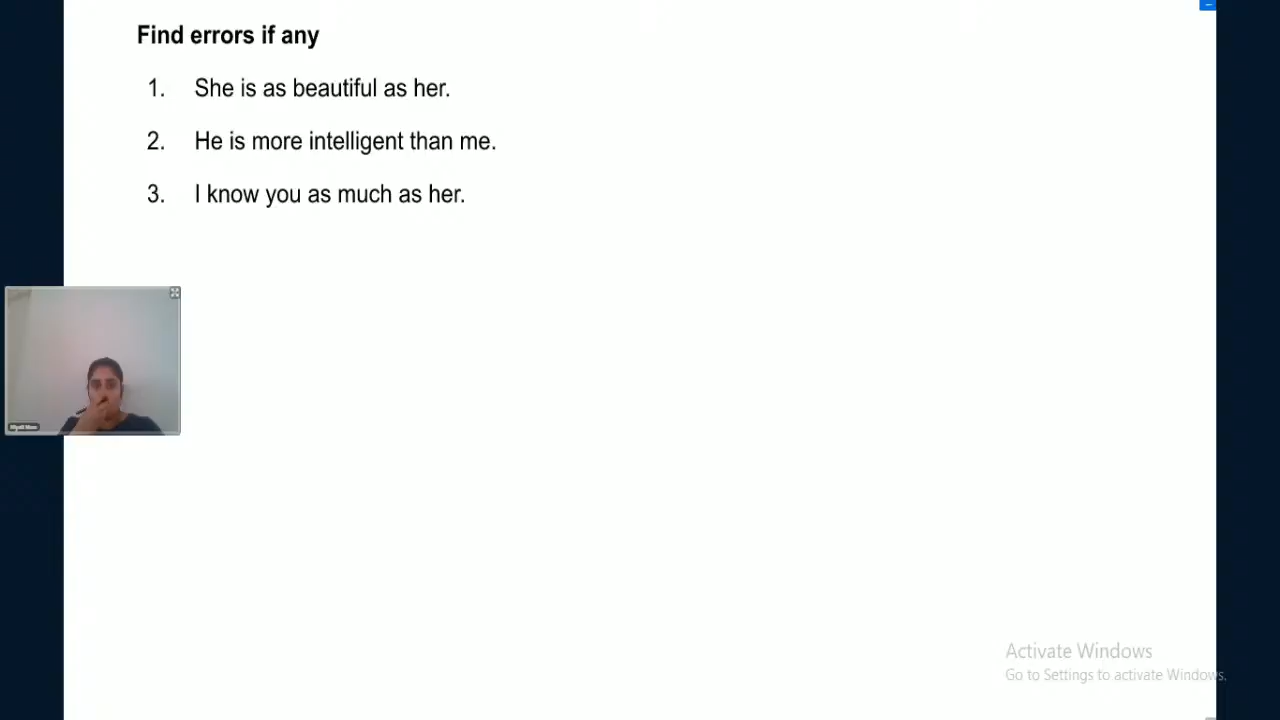 Find errors if any
1. She is as beautiful as her.
2. He is more intelligent than me.
3. I know you as much as her.
Activate Windows
Go to Settings to activate Windows.